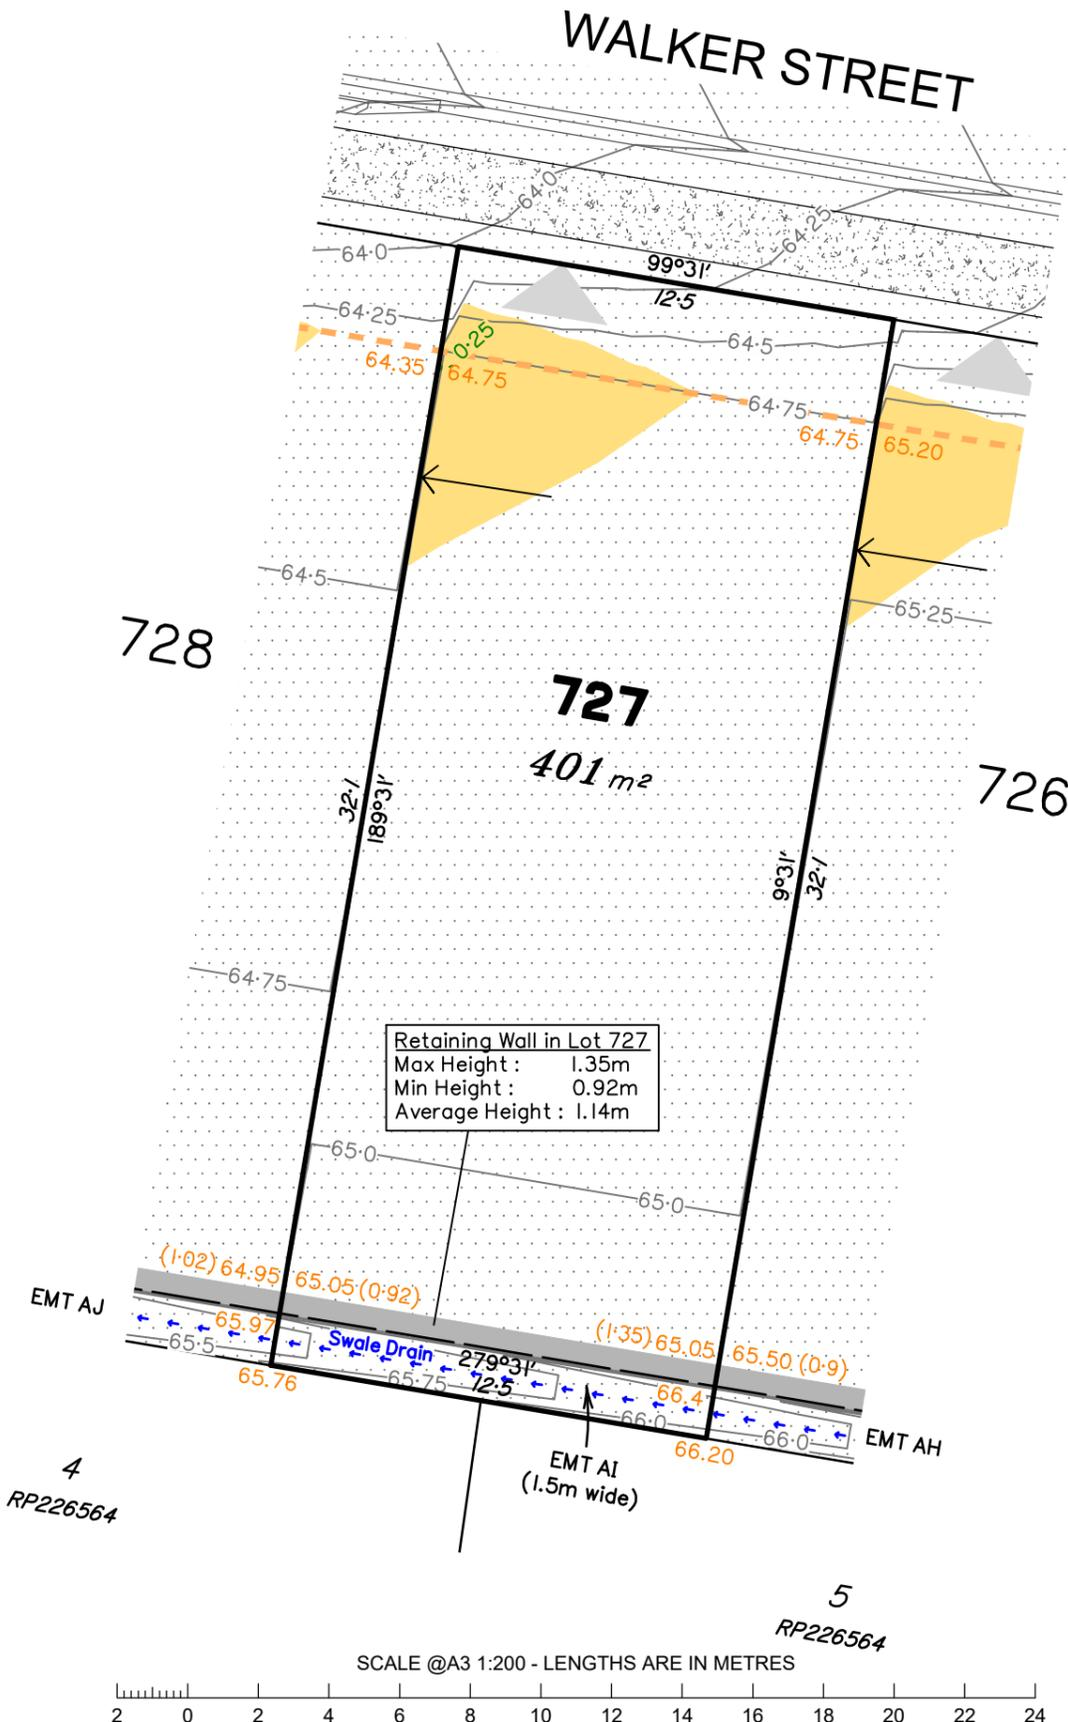 WALKER STREET
64·0
64·25
64·0
99°31'
12·5
64·25
0·25
64·5
64.35
64.75
64·75
64.75
65.20
64·5
65·25
728
727
401 m²
726
32·1
189°31'
9°31'
32·1
64·75
Retaining Wall in Lot 727
Max Height : 1.35m
Min Height : 0.92m
Average Height : 1.14m
65·0
65·0
(1·02) 64.95
65.05 (0·92)
EMT AJ
65.97
(1·35) 65.05
65.50 (0·9)
65·5
Swale Drain
279°31'
65.76
65·75
12·5
66.4
66·0
66·0
EMT AH
66.20
EMT AI
(1.5m wide)
4
RP226564
5
RP226564
SCALE @A3 1:200 - LENGTHS ARE IN METRES
2 0 2 4 6 8 10 12 14 16 18 20 22 24